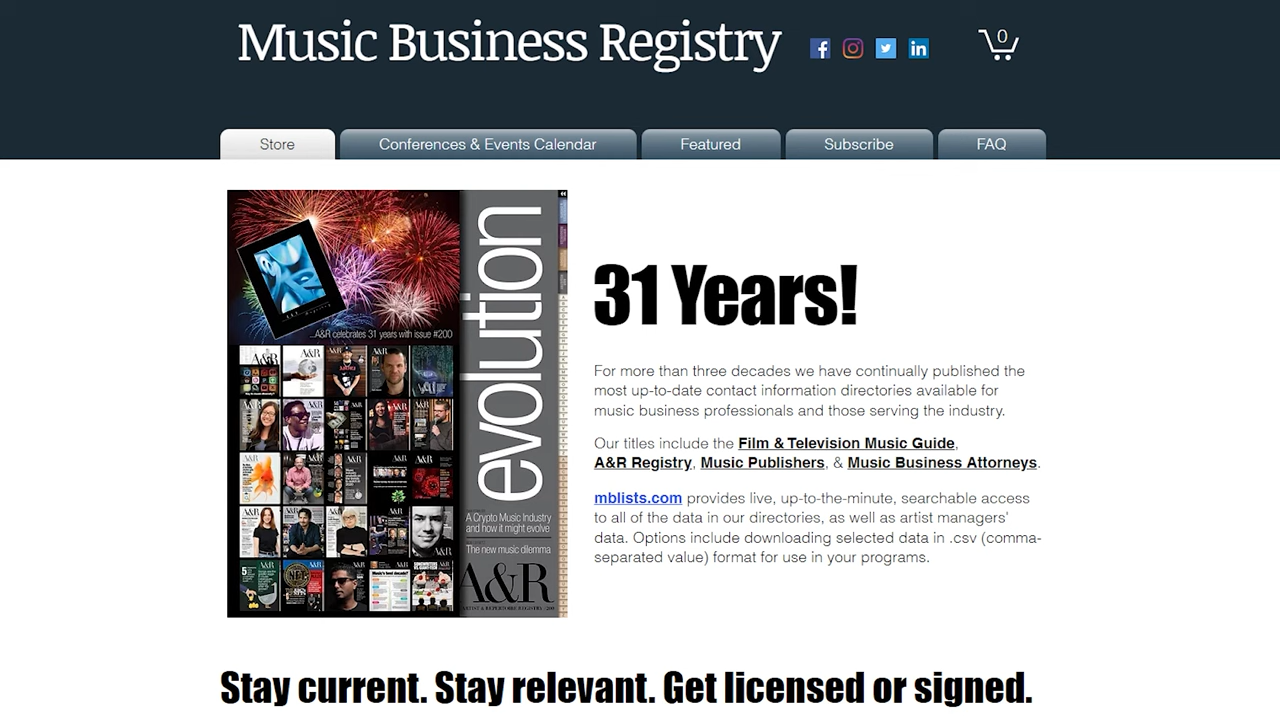 Music Business Registry
0
Store
Conferences & Events Calendar
Featured
Subscribe
FAQ
...A&R celebrates 31 years with issue #200
evolution
A Crypto Music Industry
and how it might evolve
The new music dilemma
A&R
ARTIST & REPERTOIRE REGISTRY
31 Years!
For more than three decades we have continually published the
most up-to-date contact information directories available for
music business professionals and those serving the industry.
Our titles include the Film & Television Music Guide,
A&R Registry, Music Publishers, & Music Business Attorneys.
mblists.com provides live, up-to-the-minute, searchable access
to all of the data in our directories, as well as artist managers'
data. Options include downloading selected data in .csv (comma-
separated value) format for use in your programs.
Stay current. Stay relevant. Get licensed or signed.